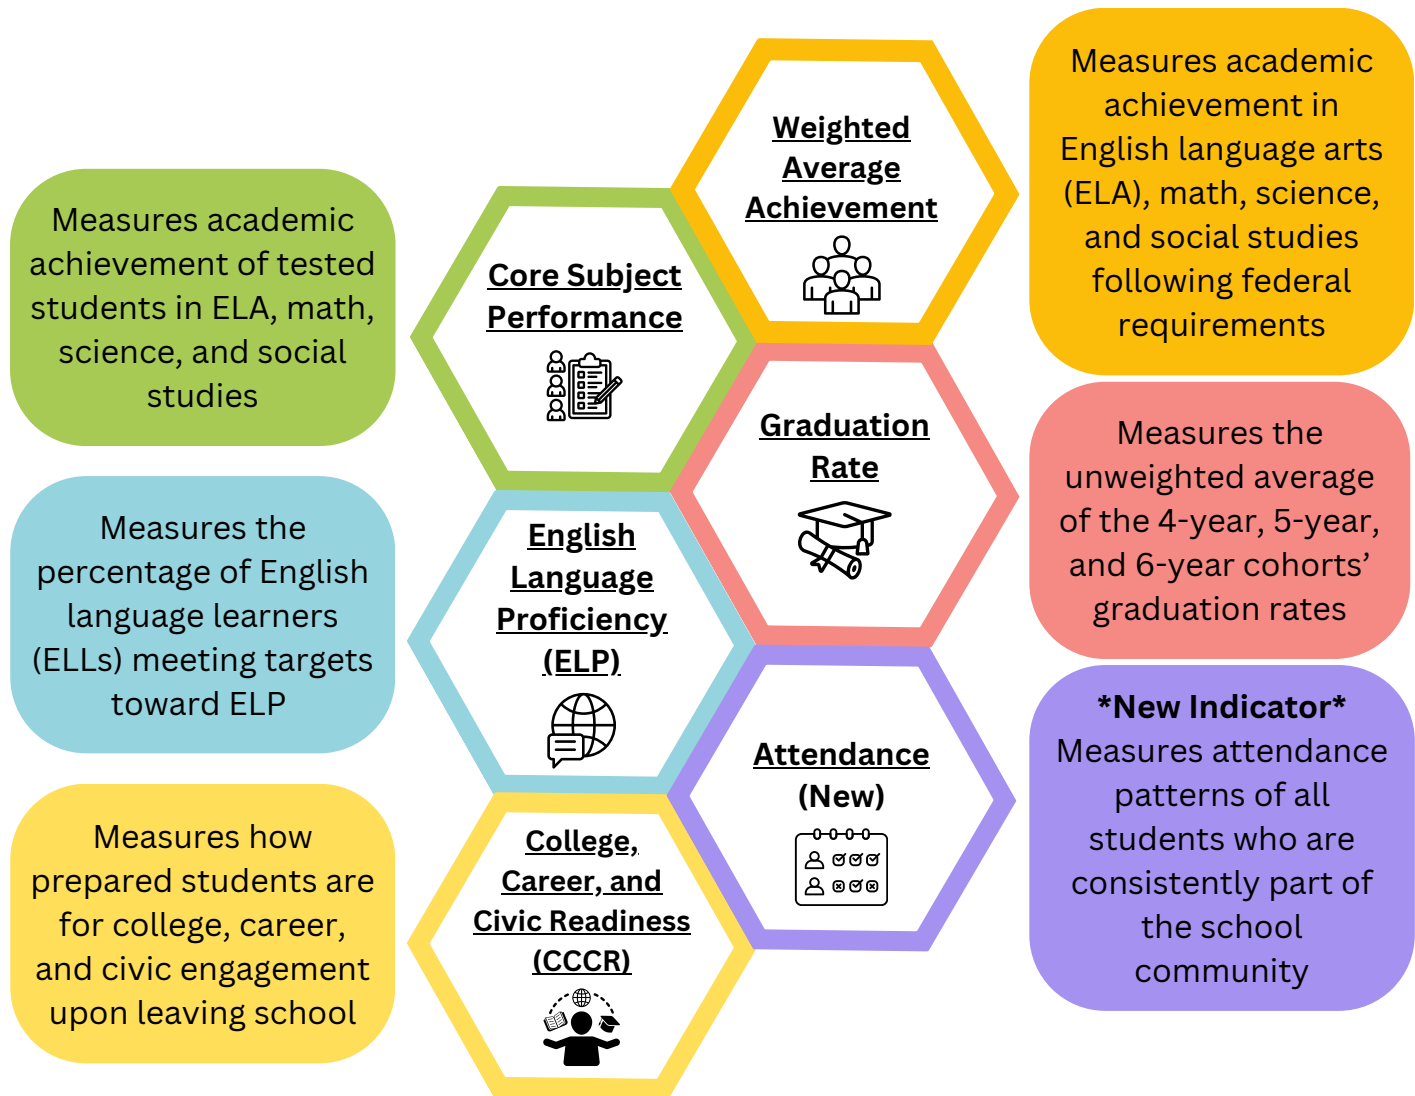 Weighted
Average
Achievement
Measures academic
achievement in
English language arts
(ELA), math, science,
and social studies
following federal
requirements
Measures academic
achievement of tested
students in ELA, math,
science, and social
studies
Core Subject
Performance
Graduation
Rate
Measures the
unweighted average
of the 4-year, 5-year,
and 6-year cohorts’
graduation rates
Measures the
percentage of English
language learners
(ELLs) meeting targets
toward ELP
English
Language
Proficiency
(ELP)
Attendance
(New)
*New Indicator*
Measures attendance
patterns of all
students who are
consistently part of
the school
community
Measures how
prepared students are
for college, career,
and civic engagement
upon leaving school
College,
Career, and
Civic Readiness
(CCCR)